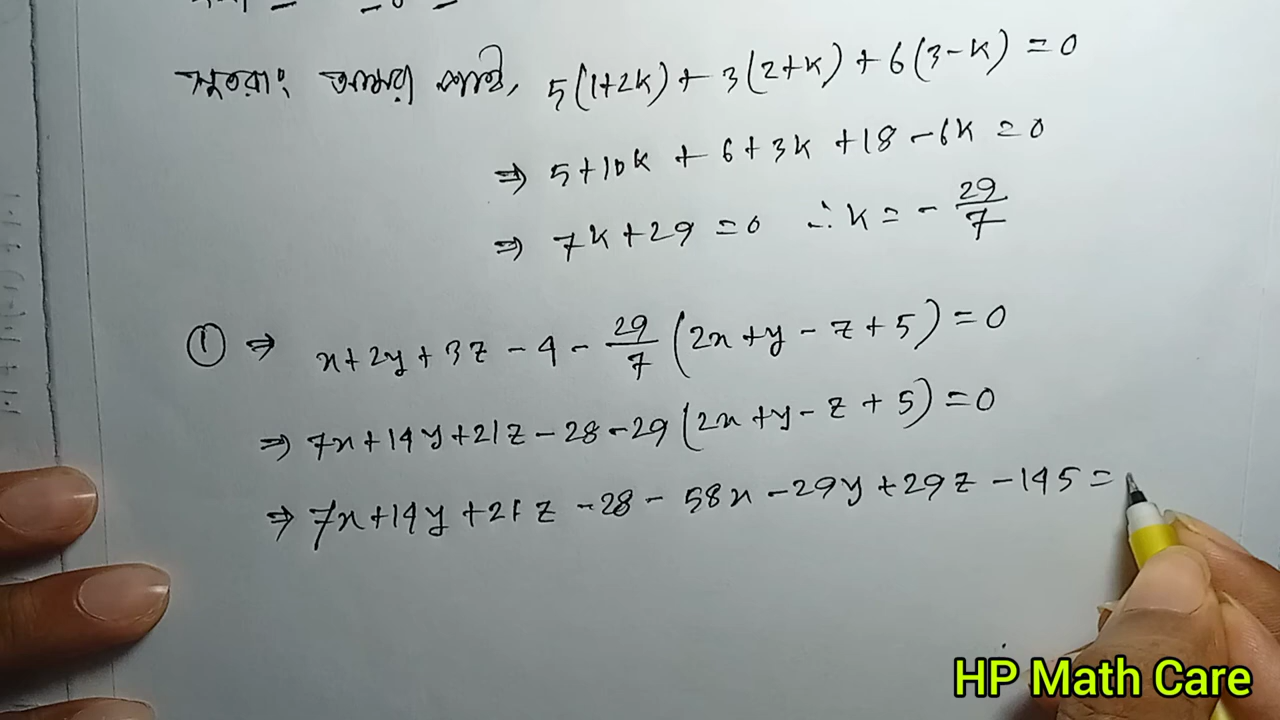 সুতরাং আমরা পাই, 5(1+2k) + 3(2+k) + 6(3-k) = 0
⇒ 5+10k + 6+3k +18 -6k = 0
⇒ 7k+29 = 0 ∴ k = - 29/7
① ⇒ x+2y+3z-4- 29/7 (2x+y-z+5) = 0
⇒ 7x+14y+21z-28-29(2x+y-z+5) = 0
⇒ 7x+14y+21z-28-58x-29y+29z-145 =
HP Math Care